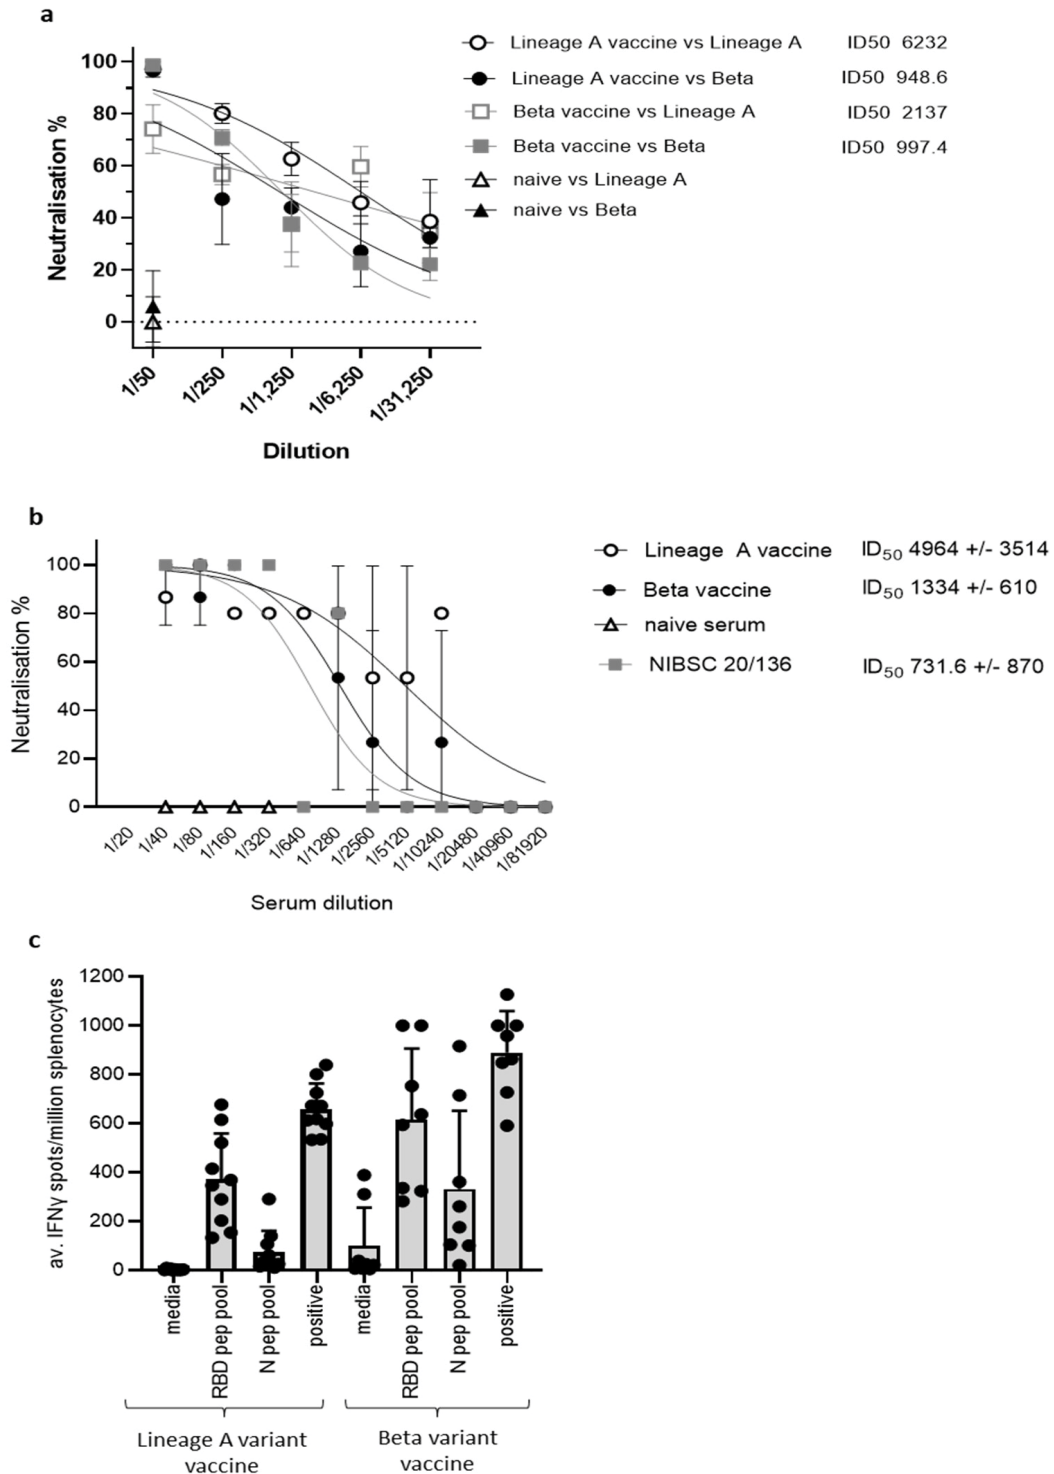 a
Lineage A vaccine vs Lineage A ID50 6232
Lineage A vaccine vs Beta ID50 948.6
Beta vaccine vs Lineage A ID50 2137
Beta vaccine vs Beta ID50 997.4
naive vs Lineage A
naive vs Beta
Neutralisation %
100
80
60
40
20
0
1/50
1/250
1/1,250
1/6,250
1/31,250
Dilution
b
Lineage A vaccine ID50 4964 +/- 3514
Beta vaccine ID50 1334 +/- 610
naive serum
NIBSC 20/136 ID50 731.6 +/- 870
Neutralisation %
100
80
60
40
20
0
1/20
1/40
1/80
1/160
1/320
1/640
1/1280
1/2560
1/5120
1/10240
1/20480
1/40960
1/81920
Serum dilution
c
av. IFNγ spots/million splenocytes
1200
1000
800
600
400
200
0
media
RBD pep pool
N pep pool
positive
media
RBD pep pool
N pep pool
positive
Lineage A variant
vaccine
Beta variant
vaccine